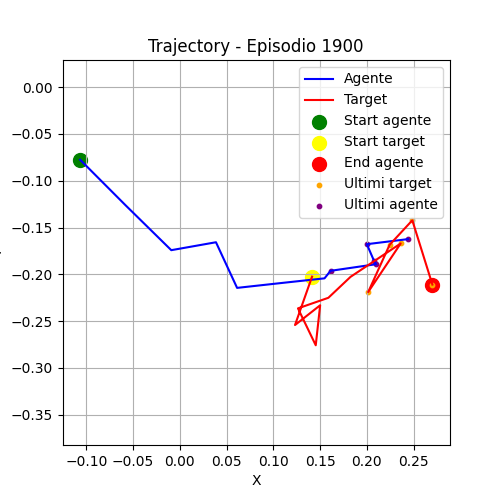 Trajectory - Episodio 1900
Agente
Target
Start agente
Start target
End agente
Ultimi target
Ultimi agente
0.00
−0.05
−0.10
−0.15
−0.20
−0.25
−0.30
−0.35
−0.10 −0.05 0.00 0.05 0.10 0.15 0.20 0.25
X